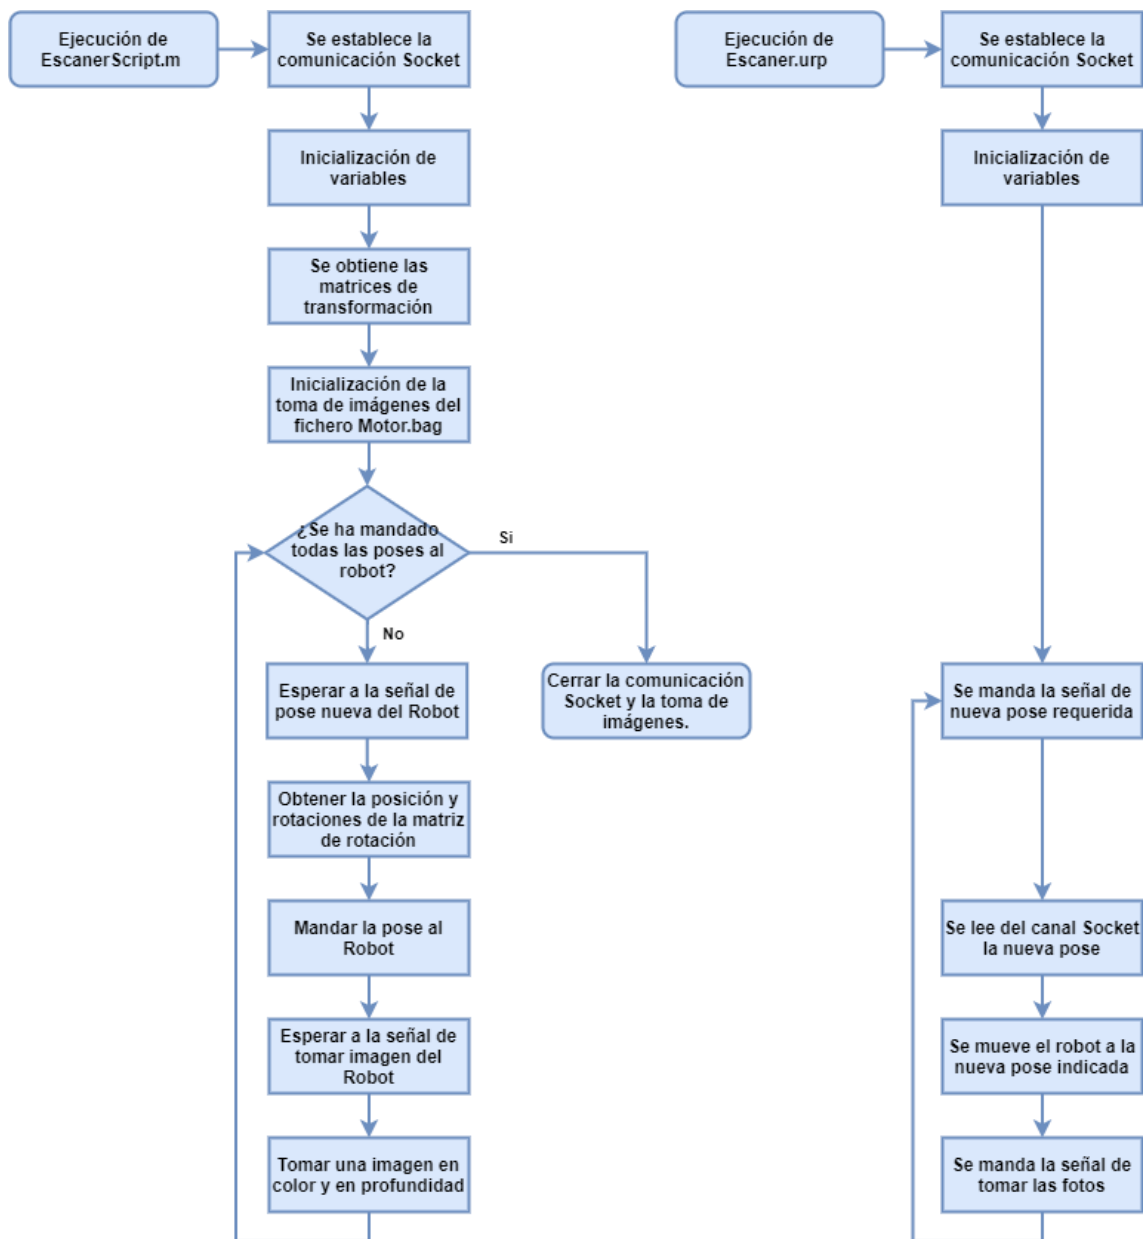 Ejecución de
EscanerScript.m
Se establece la
comunicación Socket
Inicialización de
variables
Se obtiene las
matrices de
transformación
Inicialización de la
toma de imágenes del
fichero Motor.bag
¿Se ha mandado
todas las poses al
robot?
Si
No
Cerrar la comunicación
Socket y la toma de
imágenes.
Esperar a la señal de
pose nueva del Robot
Obtener la posición y
rotaciones de la matriz
de rotación
Mandar la pose al
Robot
Esperar a la señal de
tomar imagen del
Robot
Tomar una imagen en
color y en profundidad
Ejecución de
Escaner.urp
Se establece la
comunicación Socket
Inicialización de
variables
Se manda la señal de
nueva pose requerida
Se lee del canal Socket
la nueva pose
Se mueve el robot a la
nueva pose indicada
Se manda la señal de
tomar las fotos